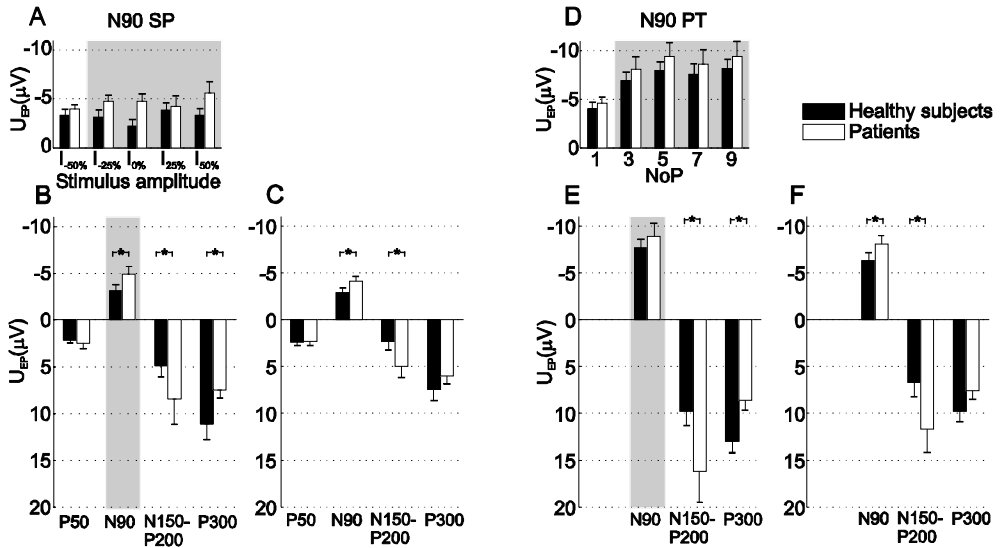 A
N90 SP
-10
-5
0
U_EP(μV)
I-50%
I-25%
I0%
I25%
I50%
Stimulus amplitude
D
N90 PT
-10
-5
0
U_EP(μV)
1
3
5
7
9
NoP
Healthy subjects
Patients
B
-10
-5
0
5
10
15
20
U_EP(μV)
*
*
*
P50
N90
N150-
P200
P300
C
-10
-5
0
5
10
15
20
*
*
P50
N90
N150-
P200
P300
E
-10
-5
0
5
10
15
20
U_EP(μV)
*
*
N90
N150-
P200
P300
F
-10
-5
0
5
10
15
20
*
*
N90
N150-
P200
P300